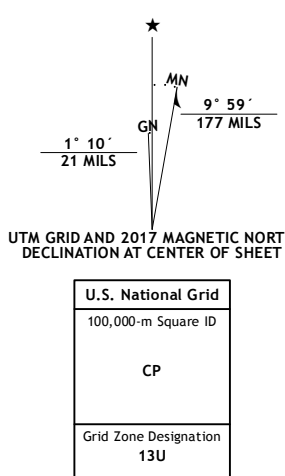 ★
MN
GN
9° 59´
177 MILS
1° 10´
21 MILS
UTM GRID AND 2017 MAGNETIC NORT
DECLINATION AT CENTER OF SHEET
U.S. National Grid
100,000-m Square ID
CP
Grid Zone Designation
13U